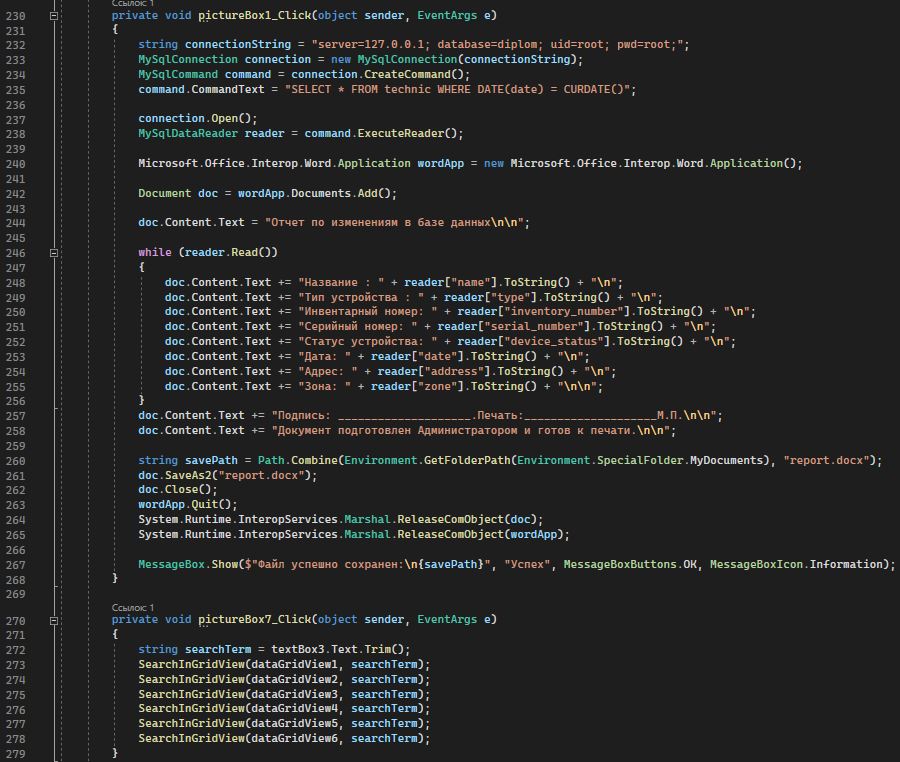 Ссылок: 1
230 private void pictureBox1_Click(object sender, EventArgs e)
231 {
232 string connectionString = "server=127.0.0.1; database=diplom; uid=root; pwd=root;";
233 MySqlConnection connection = new MySqlConnection(connectionString);
234 MySqlCommand command = connection.CreateCommand();
235 command.CommandText = "SELECT * FROM technic WHERE DATE(date) = CURDATE()";
236
237 connection.Open();
238 MySqlDataReader reader = command.ExecuteReader();
239
240 Microsoft.Office.Interop.Word.Application wordApp = new Microsoft.Office.Interop.Word.Application();
241
242 Document doc = wordApp.Documents.Add();
243
244 doc.Content.Text = "Отчет по изменениям в базе данных\n\n";
245
246 while (reader.Read())
247 {
248 doc.Content.Text += "Название : " + reader["name"].ToString() + "\n";
249 doc.Content.Text += "Тип устройства : " + reader["type"].ToString() + "\n";
250 doc.Content.Text += "Инвентарный номер: " + reader["inventory_number"].ToString() + "\n";
251 doc.Content.Text += "Серийный номер: " + reader["serial_number"].ToString() + "\n";
252 doc.Content.Text += "Статус устройства: " + reader["device_status"].ToString() + "\n";
253 doc.Content.Text += "Дата: " + reader["date"].ToString() + "\n";
254 doc.Content.Text += "Адрес: " + reader["address"].ToString() + "\n";
255 doc.Content.Text += "Зона: " + reader["zone"].ToString() + "\n\n";
256 }
257 doc.Content.Text += "Подпись: ____________________.Печать:____________________М.П.\n\n";
258 doc.Content.Text += "Документ подготовлен Администратором и готов к печати.\n\n";
259
260 string savePath = Path.Combine(Environment.GetFolderPath(Environment.SpecialFolder.MyDocuments), "report.docx");
261 doc.SaveAs2("report.docx");
262 doc.Close();
263 wordApp.Quit();
264 System.Runtime.InteropServices.Marshal.ReleaseComObject(doc);
265 System.Runtime.InteropServices.Marshal.ReleaseComObject(wordApp);
266
267 MessageBox.Show($"Файл успешно сохранен:\n{savePath}", "Успех", MessageBoxButtons.OK, MessageBoxIcon.Information);
268 }
269
Ссылок: 1
270 private void pictureBox7_Click(object sender, EventArgs e)
271 {
272 string searchTerm = textBox3.Text.Trim();
273 SearchInGridView(dataGridView1, searchTerm);
274 SearchInGridView(dataGridView2, searchTerm);
275 SearchInGridView(dataGridView3, searchTerm);
276 SearchInGridView(dataGridView4, searchTerm);
277 SearchInGridView(dataGridView5, searchTerm);
278 SearchInGridView(dataGridView6, searchTerm);
279 }